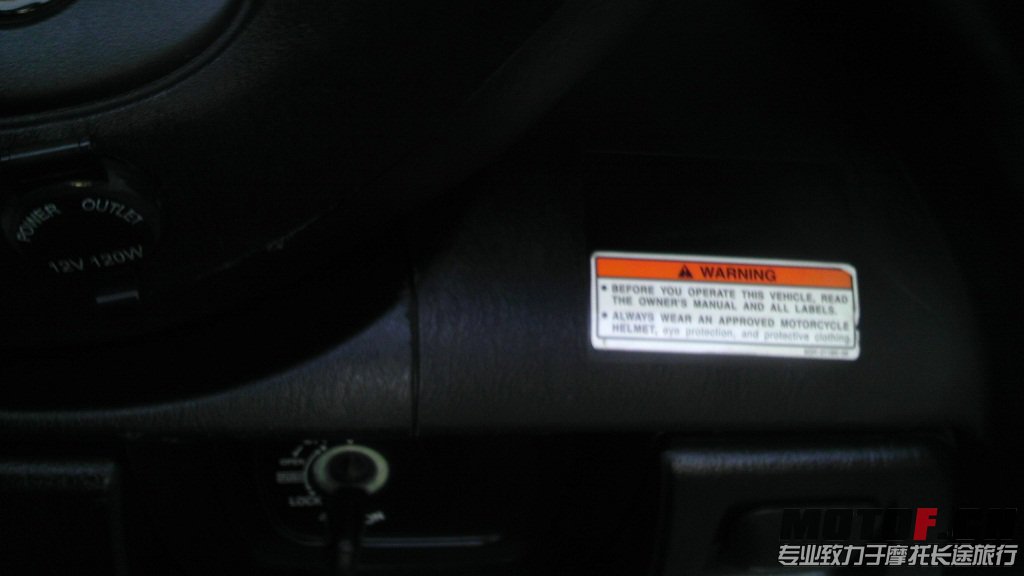 POWER OUTLET
12V 120W
WARNING
• BEFORE YOU OPERATE THIS VEHICLE, READ
THE OWNER'S MANUAL AND ALL LABELS.
• ALWAYS WEAR AN APPROVED MOTORCYCLE
HELMET, eye protection, and protective clothing
LOCK
MOTOF.CN
专业致力于摩托长途旅行